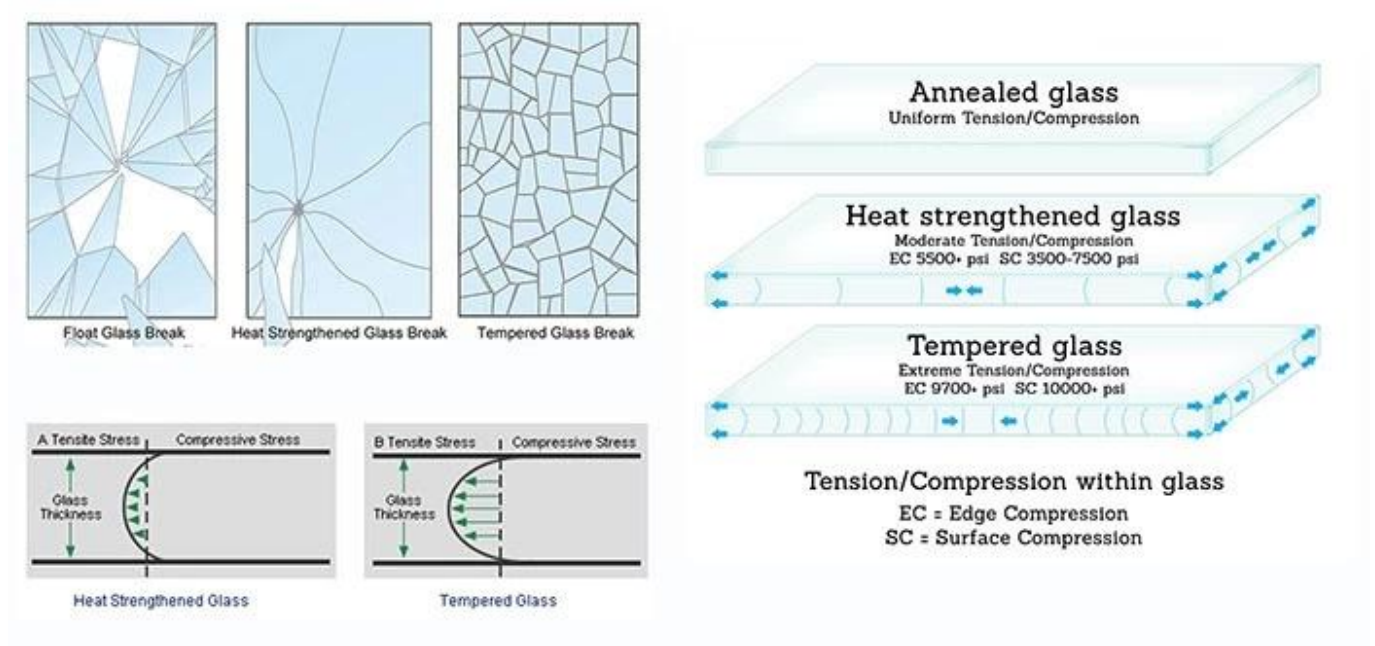 Float Glass Break
Heat Strengthened Glass Break
Tempered Glass Break
A Tensite Stress
Compressive Stress
Glass
Thickness
Heat Strengthened Glass
B Tensite Stress
Compressive Stress
Glass
Thickness
Tempered Glass
Annealed glass
Uniform Tension/Compression
Heat strengthened glass
Moderate Tension/Compression
EC 5500+ psi SC 3500-7500 psi
Tempered glass
Extreme Tension/Compression
EC 9700+ psi SC 10000+ psi
Tension/Compression within glass
EC = Edge Compression
SC = Surface Compression